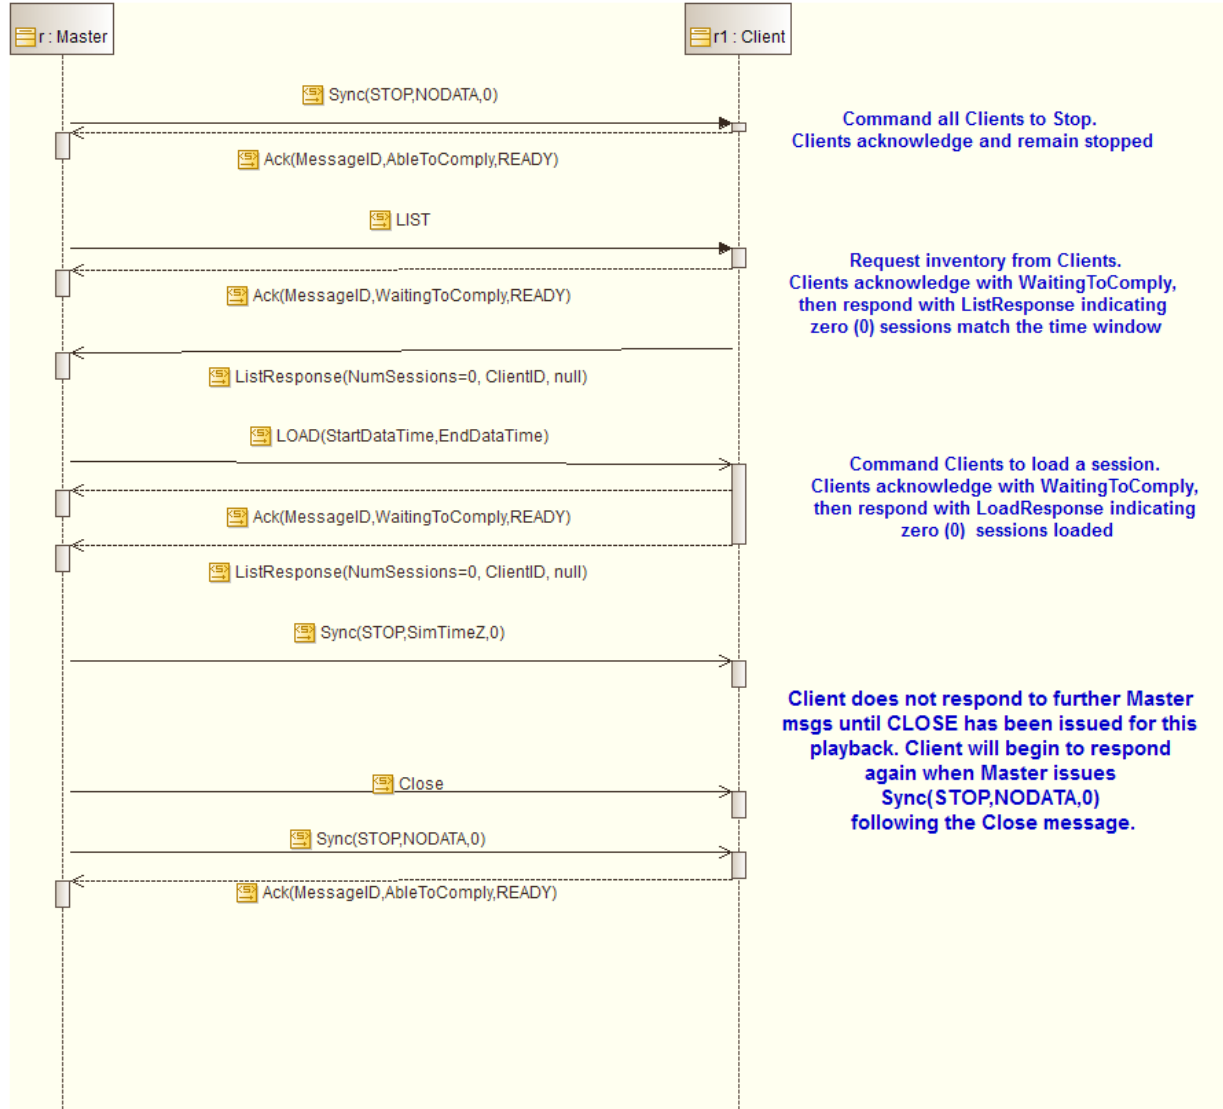 r : Master
r1 : Client
Sync(STOP,NODATA,0)
Command all Clients to Stop.
Clients acknowledge and remain stopped
Ack(MessageID,AbleToComply,READY)
LIST
Request inventory from Clients.
Clients acknowledge with WaitingToComply,
then respond with ListResponse indicating
zero (0) sessions match the time window
Ack(MessageID,WaitingToComply,READY)
ListResponse(NumSessions=0, ClientID, null)
LOAD(StartDataTime,EndDataTime)
Command Clients to load a session.
Clients acknowledge with WaitingToComply,
then respond with LoadResponse indicating
zero (0) sessions loaded
Ack(MessageID,WaitingToComply,READY)
ListResponse(NumSessions=0, ClientID, null)
Sync(STOP,SimTimeZ,0)
Client does not respond to further Master
msgs until CLOSE has been issued for this
playback. Client will begin to respond
again when Master issues
Sync(STOP,NODATA,0)
following the Close message.
Close
Sync(STOP,NODATA,0)
Ack(MessageID,AbleToComply,READY)